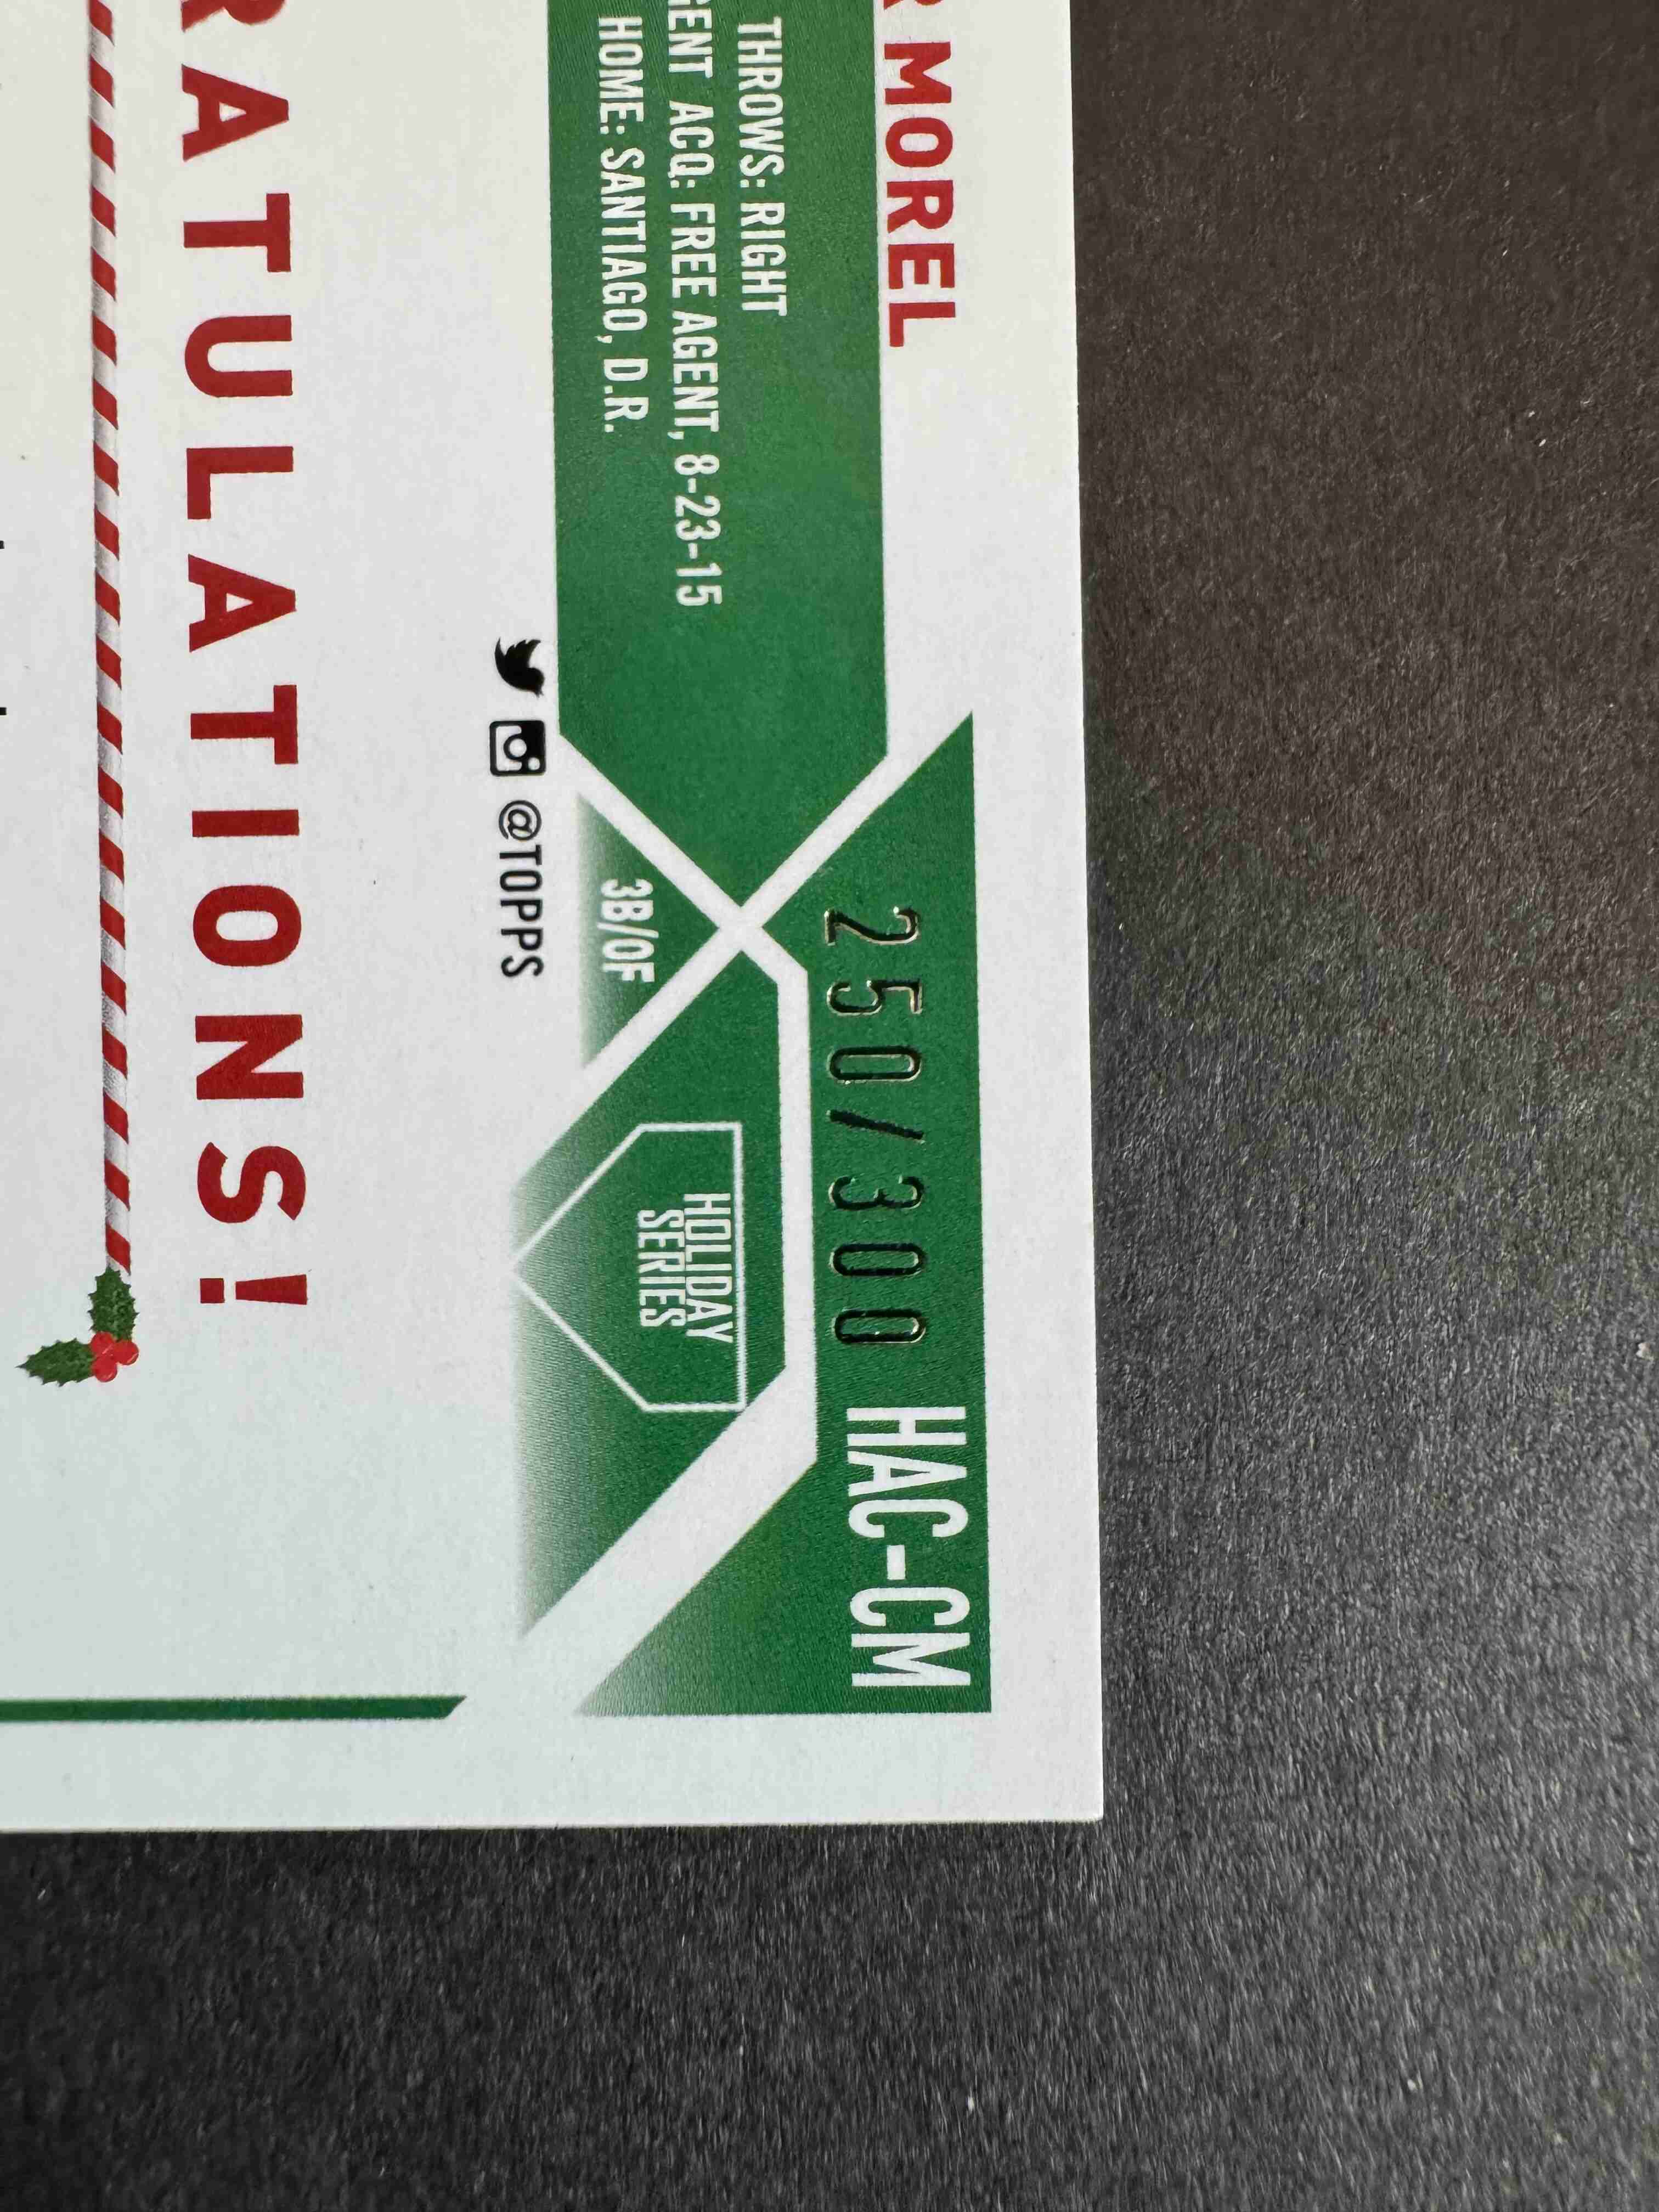 R MOREL
250/300 HAC-CM
THROWS: RIGHT
GENT ACQ: FREE AGENT, 8-23-15
HOME: SANTIAGO, D.R.
3B/OF
HOLIDAY
SERIES
@TOPPS
RATULATIONS!